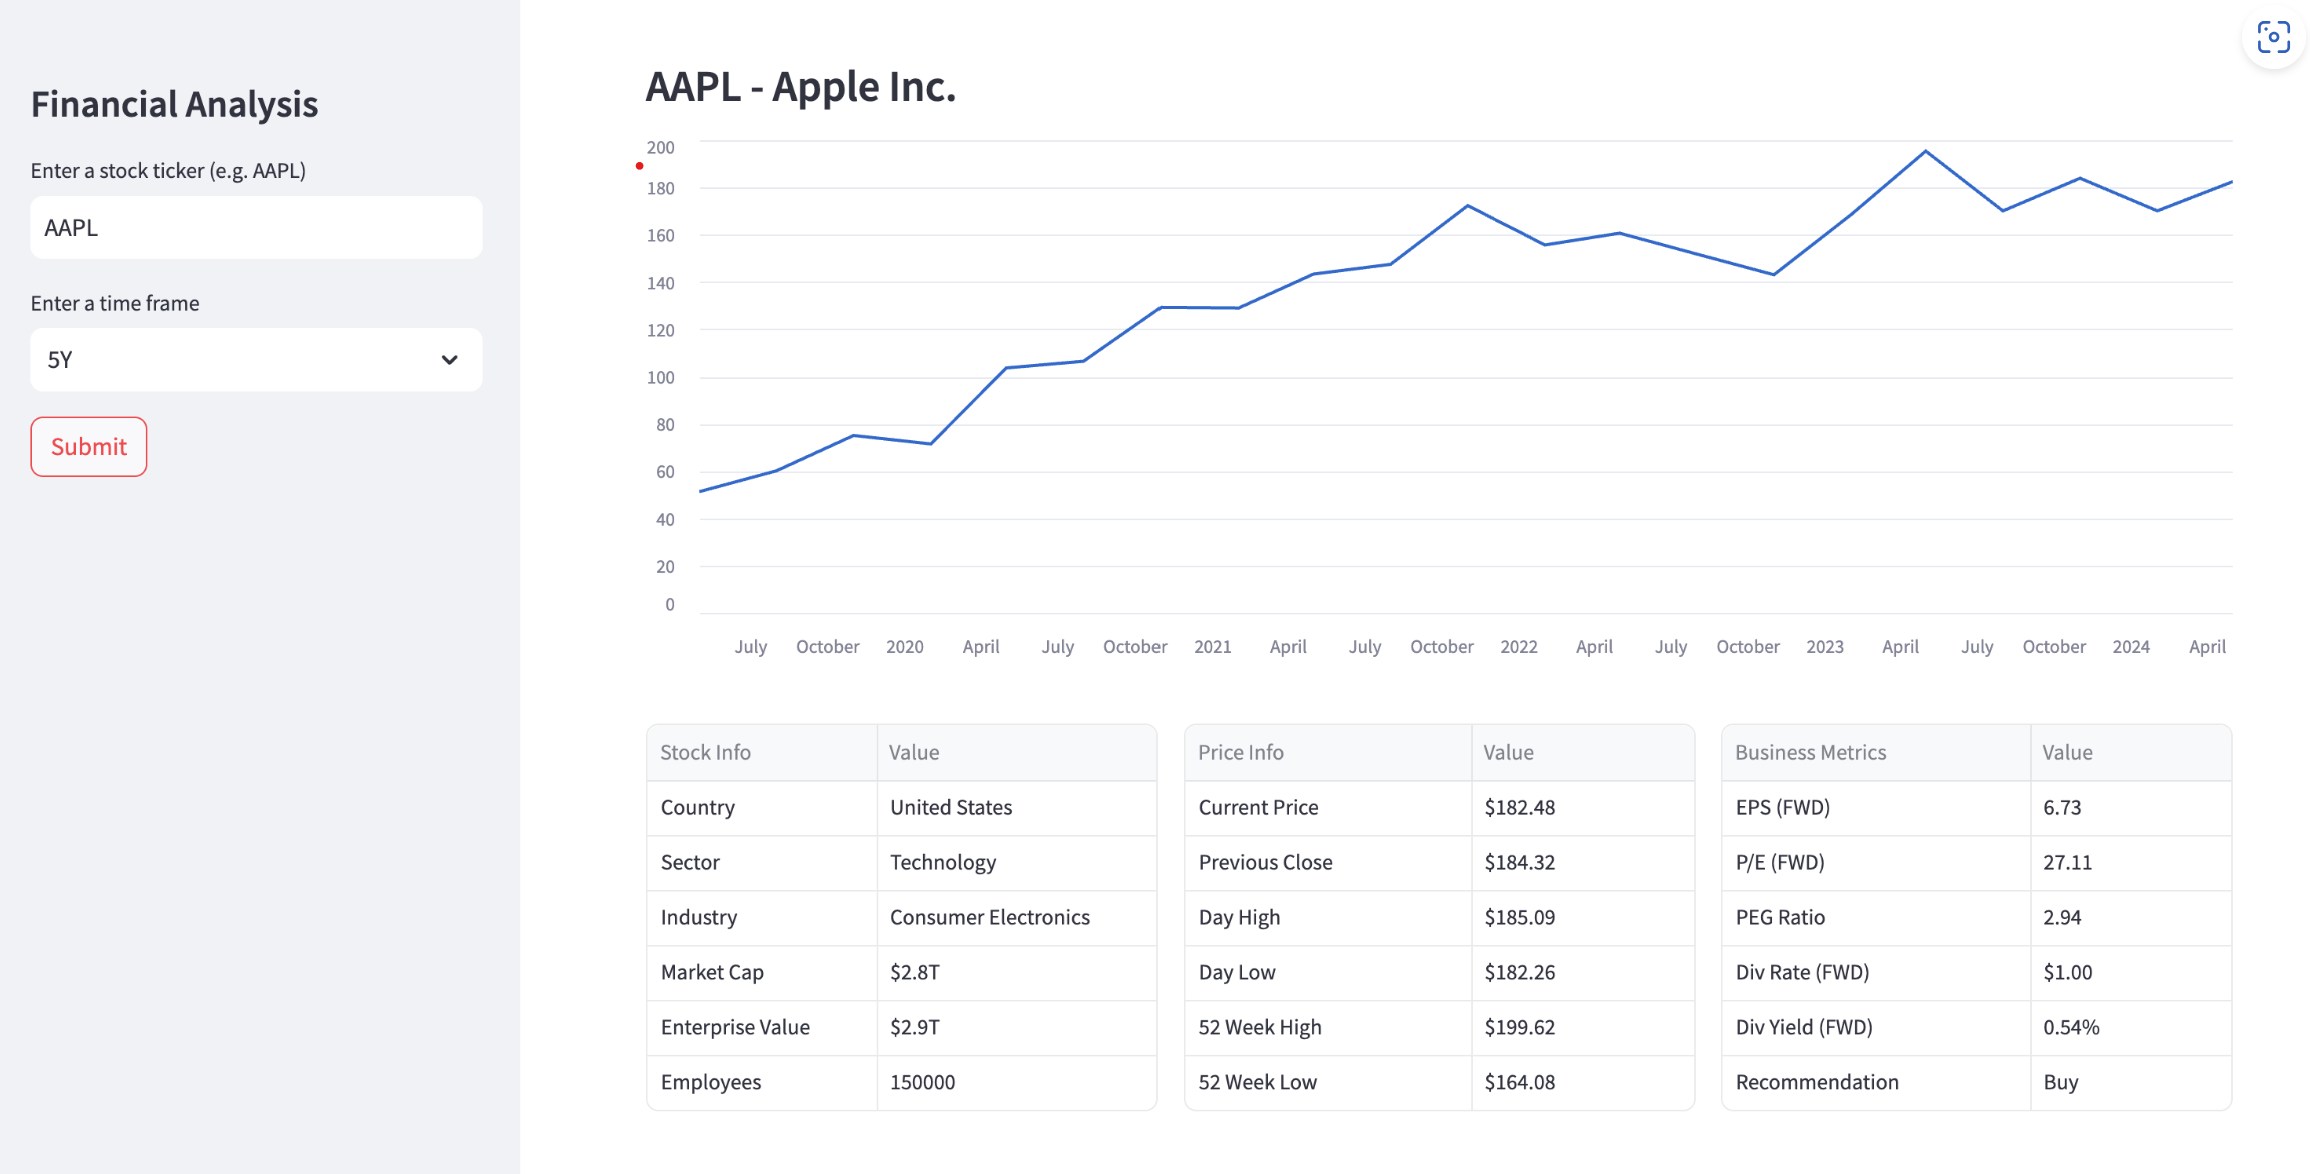 Financial Analysis
Enter a stock ticker (e.g. AAPL)
AAPL
Enter a time frame
5Y
Submit
AAPL - Apple Inc.
200
180
160
140
120
100
80
60
40
20
0
July October 2020 April July October 2021 April July October 2022 April July October 2023 April July October 2024 April
Stock Info Value
Country United States
Sector Technology
Industry Consumer Electronics
Market Cap $2.8T
Enterprise Value $2.9T
Employees 150000
Price Info Value
Current Price $182.48
Previous Close $184.32
Day High $185.09
Day Low $182.26
52 Week High $199.62
52 Week Low $164.08
Business Metrics Value
EPS (FWD) 6.73
P/E (FWD) 27.11
PEG Ratio 2.94
Div Rate (FWD) $1.00
Div Yield (FWD) 0.54%
Recommendation Buy